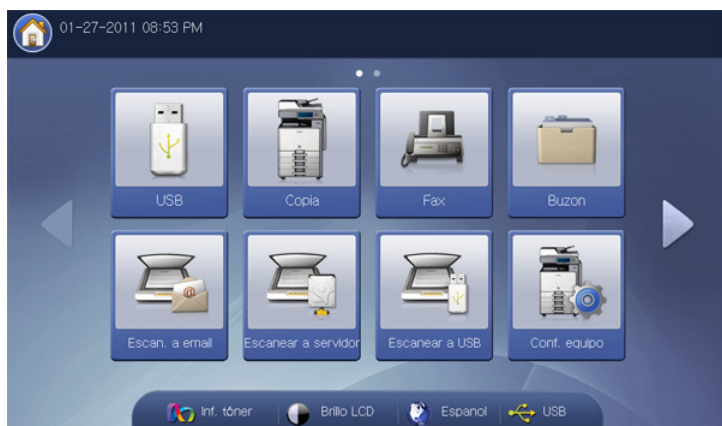 01-27-2011 08:53 PM
USB Copia Fax Buzon
Escan. a email Escanear a servidor Escanear a USB Conf. equipo
Inf. tóner Brillo LCD Espanol USB